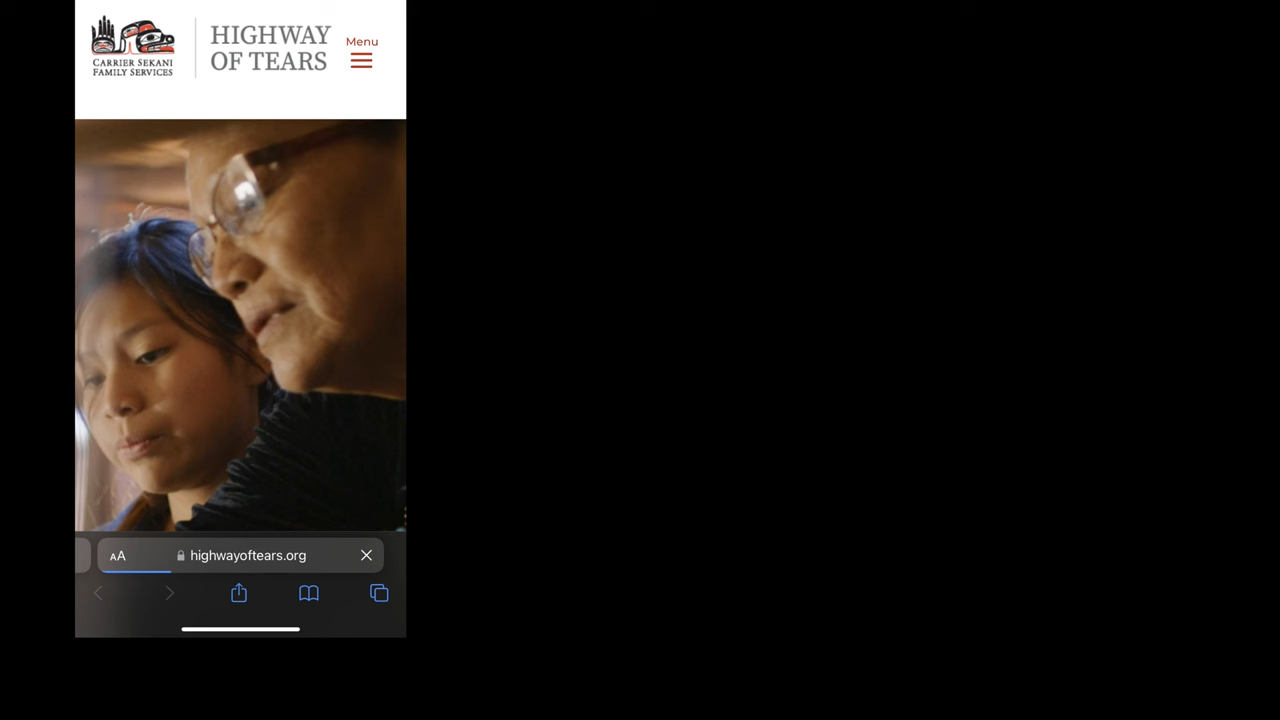 HIGHWAY
OF TEARS
Menu
CARRIER SEKANI
FAMILY SERVICES
AA
highwayoftears.org